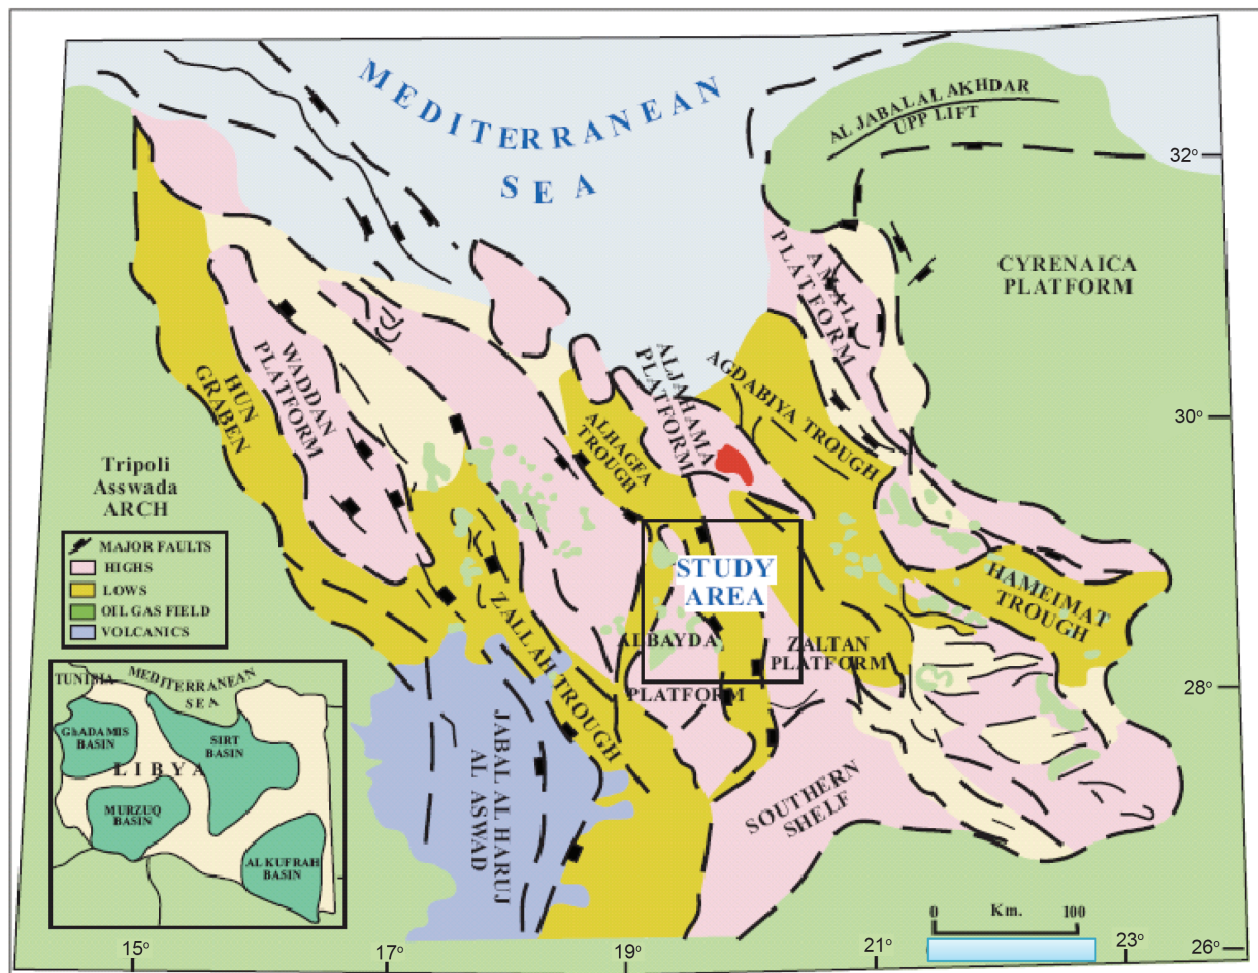 MEDITERRANEAN
SEA
AL JABAL AL AKHDAR
UPP LIFT
32°
CYRENAICA
PLATFORM
AMAL
PLATFORM
HUN
GRABEN
WADDAN
PLATFORM
ALHAGFA
TROUGH
ALJAHAMA
PLATFORM
AGDABIYA TROUGH
30°
Tripoli
Asswada
ARCH
MAJOR FAULTS
HIGHS
LOWS
OIL GAS FIELD
VOLCANICS
STUDY
AREA
HAMEIMAT
TROUGH
ZALLAH TROUGH
ALBAYDA
PLATFORM
ZALTAN
PLATFORM
28°
JABAL AL HARUJ
AL ASWAD
SOUTHERN
SHELF
TUNISIA
MEDITERRANEAN
SEA
GhADAMIS
BASIN
SIRT
BASIN
LIBYA
MURZUQ
BASIN
AL KUFRAH
BASIN
0 Km. 100
15° 17° 19° 21° 23° 26°